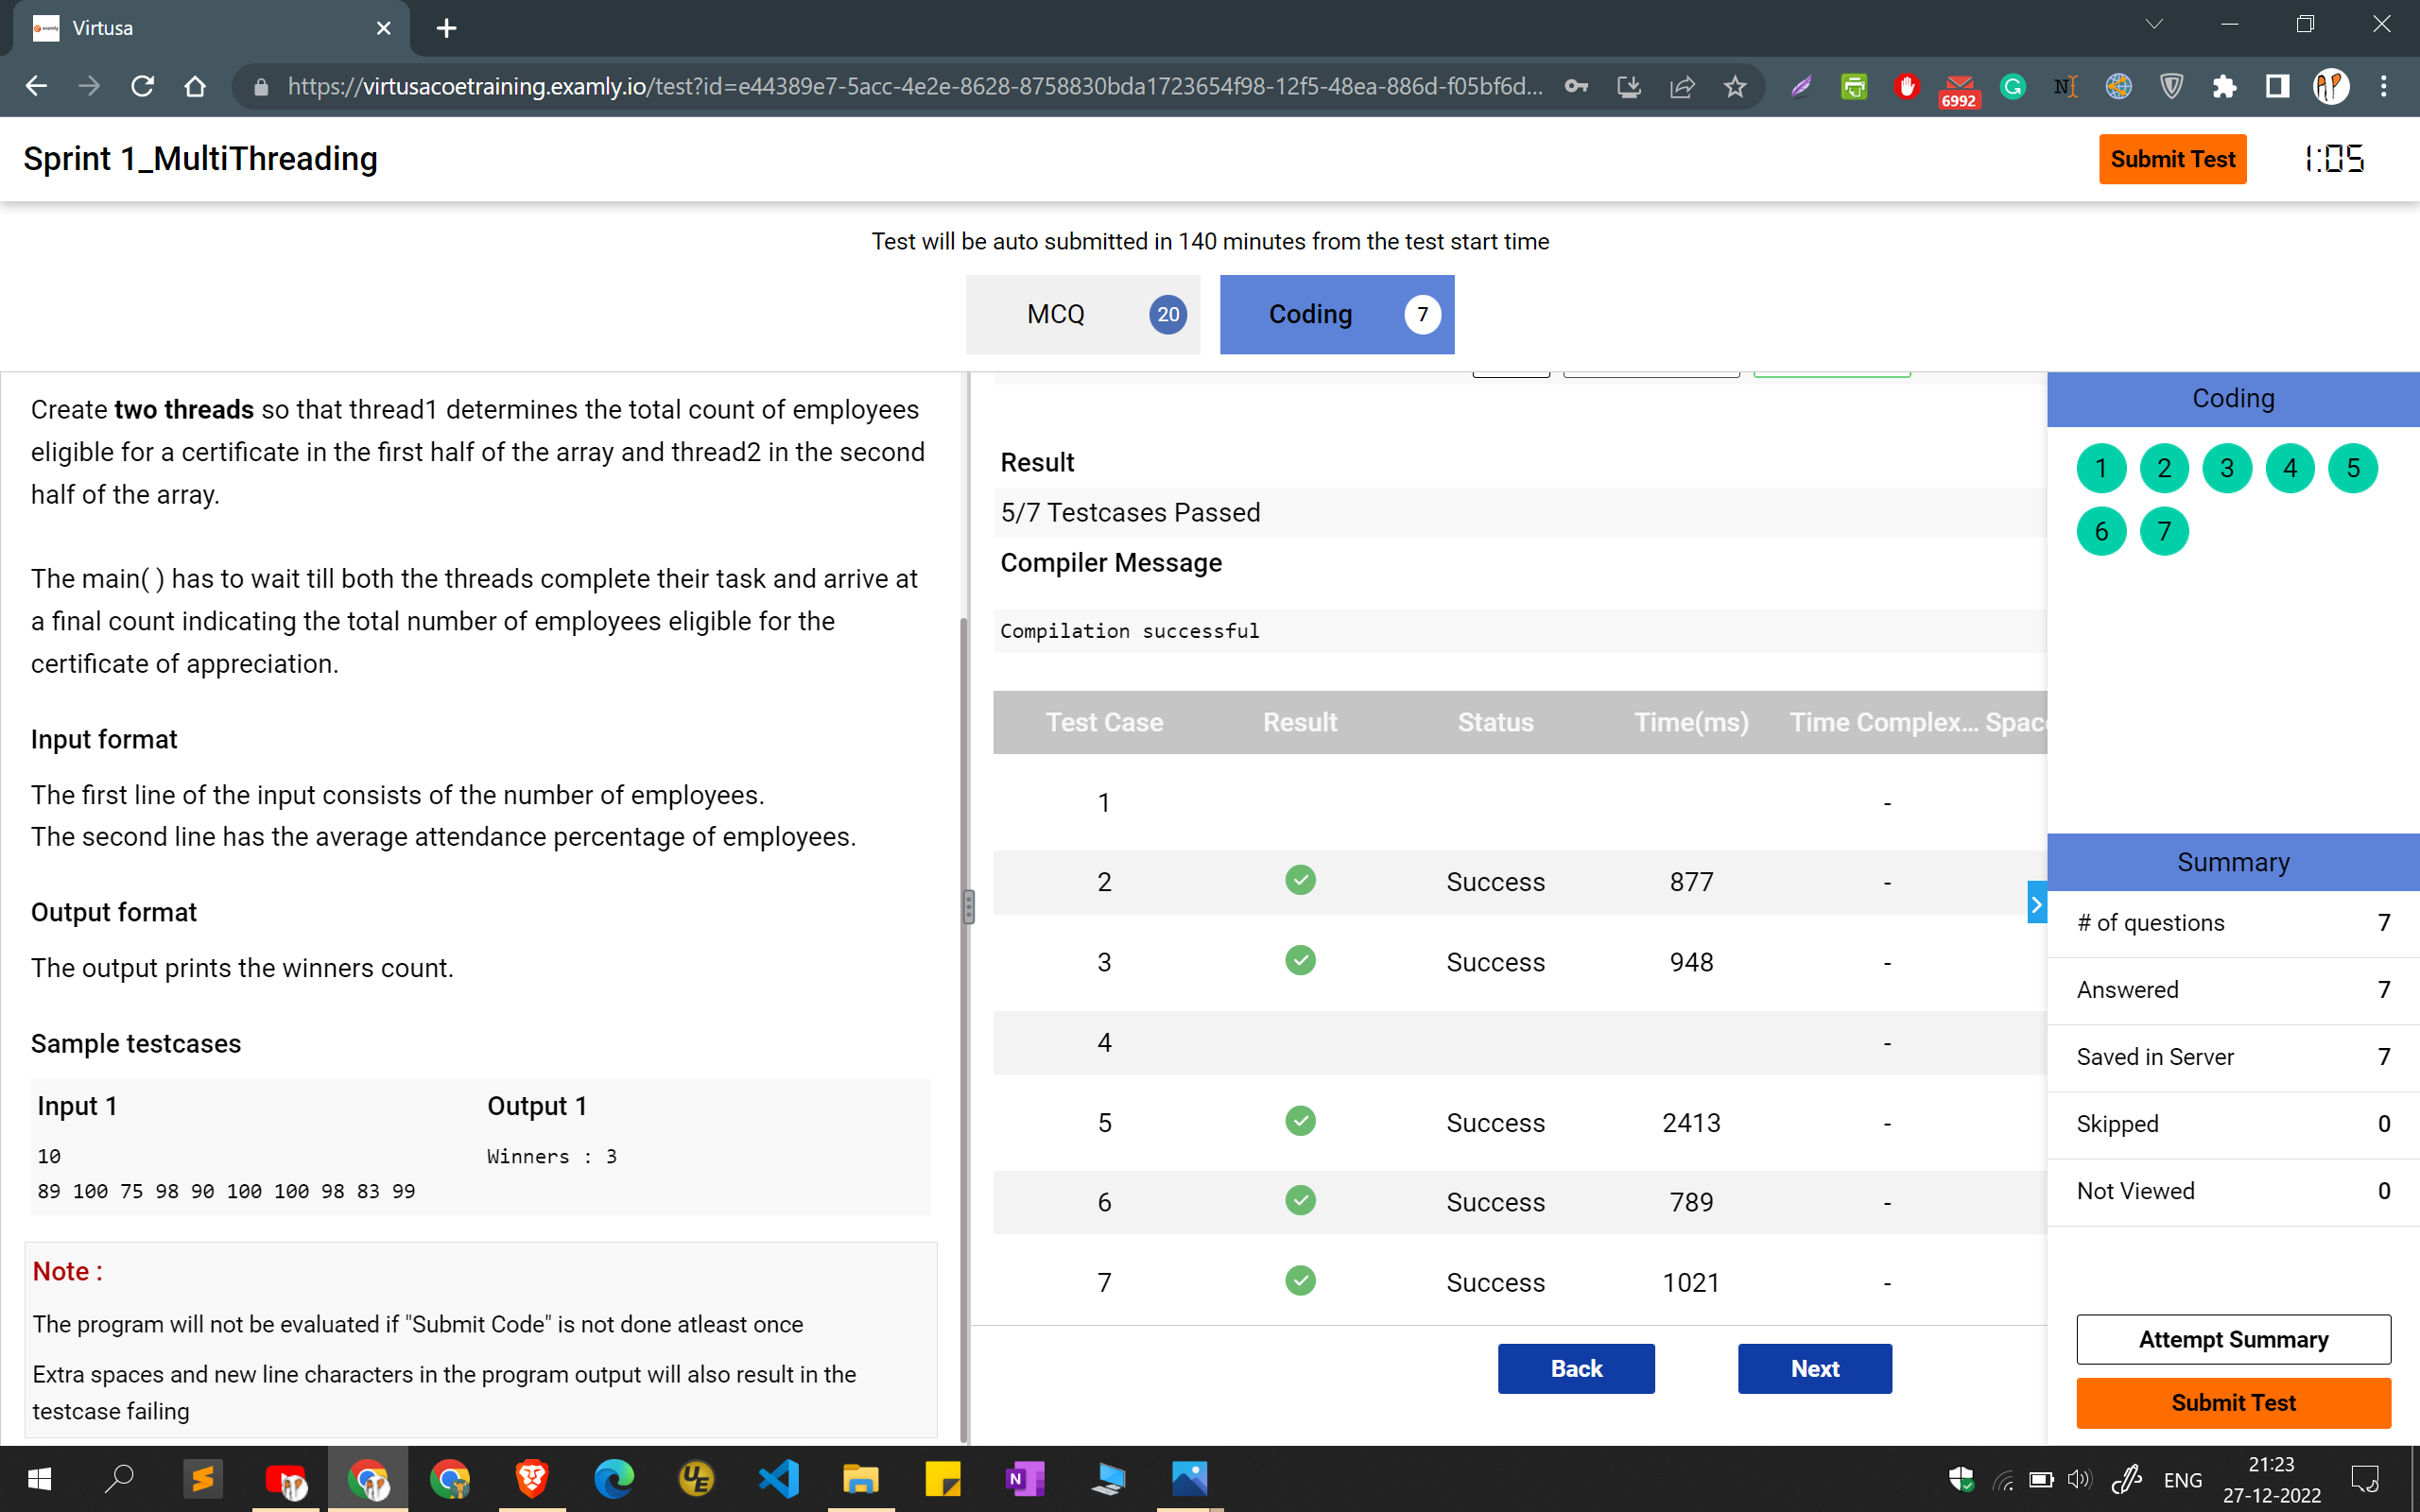 Virtusa
https://virtusacoetraining.examly.io/test?id=e44389e7-5acc-4e2e-8628-8758830bda1723654f98-12f5-48ea-886d-f05bf6d...
6992
Sprint 1_MultiThreading
Submit Test
1:05
Test will be auto submitted in 140 minutes from the test start time
MCQ 20
Coding 7
Create two threads so that thread1 determines the total count of employees
eligible for a certificate in the first half of the array and thread2 in the second
half of the array.
The main( ) has to wait till both the threads complete their task and arrive at
a final count indicating the total number of employees eligible for the
certificate of appreciation.
Input format
The first line of the input consists of the number of employees.
The second line has the average attendance percentage of employees.
Output format
The output prints the winners count.
Sample testcases
Input 1 Output 1
10 Winners : 3
89 100 75 98 90 100 100 98 83 99
Note :
The program will not be evaluated if "Submit Code" is not done atleast once
Extra spaces and new line characters in the program output will also result in the
testcase failing
Result
5/7 Testcases Passed
Compiler Message
Compilation successful
Test Case Result Status Time(ms) Time Complex... Spac
1 -
2 Success 877 -
3 Success 948 -
4 -
5 Success 2413 -
6 Success 789 -
7 Success 1021 -
Back Next
Coding
1 2 3 4 5
6 7
Summary
# of questions 7
Answered 7
Saved in Server 7
Skipped 0
Not Viewed 0
Attempt Summary
Submit Test
ENG
21:23
27-12-2022